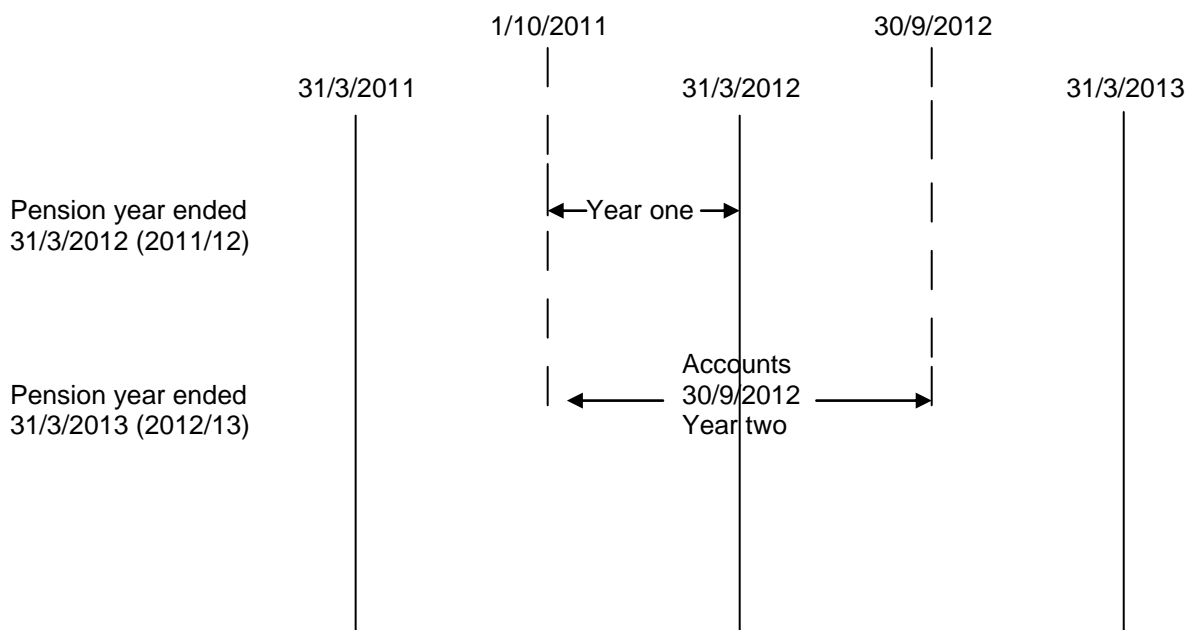 1/10/2011 30/9/2012
31/3/2011 31/3/2012 31/3/2013
Pension year ended
31/3/2012 (2011/12)
Year one
Pension year ended
31/3/2013 (2012/13)
Accounts
30/9/2012
Year two